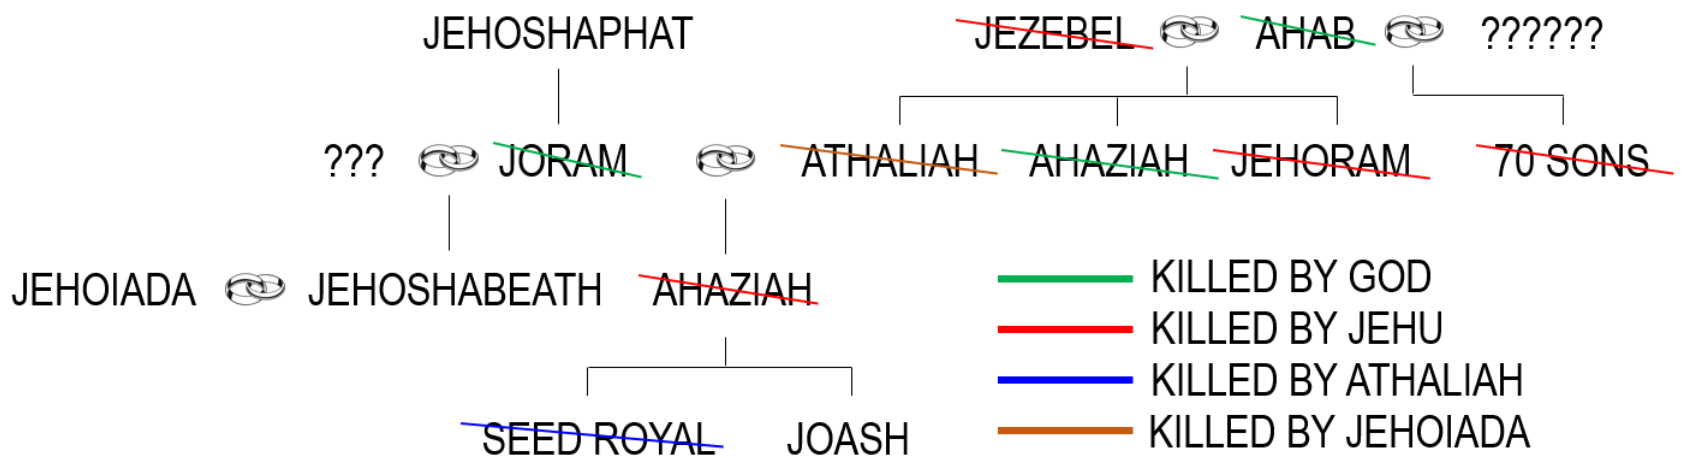 JEHOSHAPHAT
JEZEBEL AHAB ??????
??? JORAM ATHALIAH AHAZIAH JEHORAM 70 SONS
JEHOIADA JEHOSHABEATH AHAZIAH
SEED ROYAL JOASH
KILLED BY GOD
KILLED BY JEHU
KILLED BY ATHALIAH
KILLED BY JEHOIADA